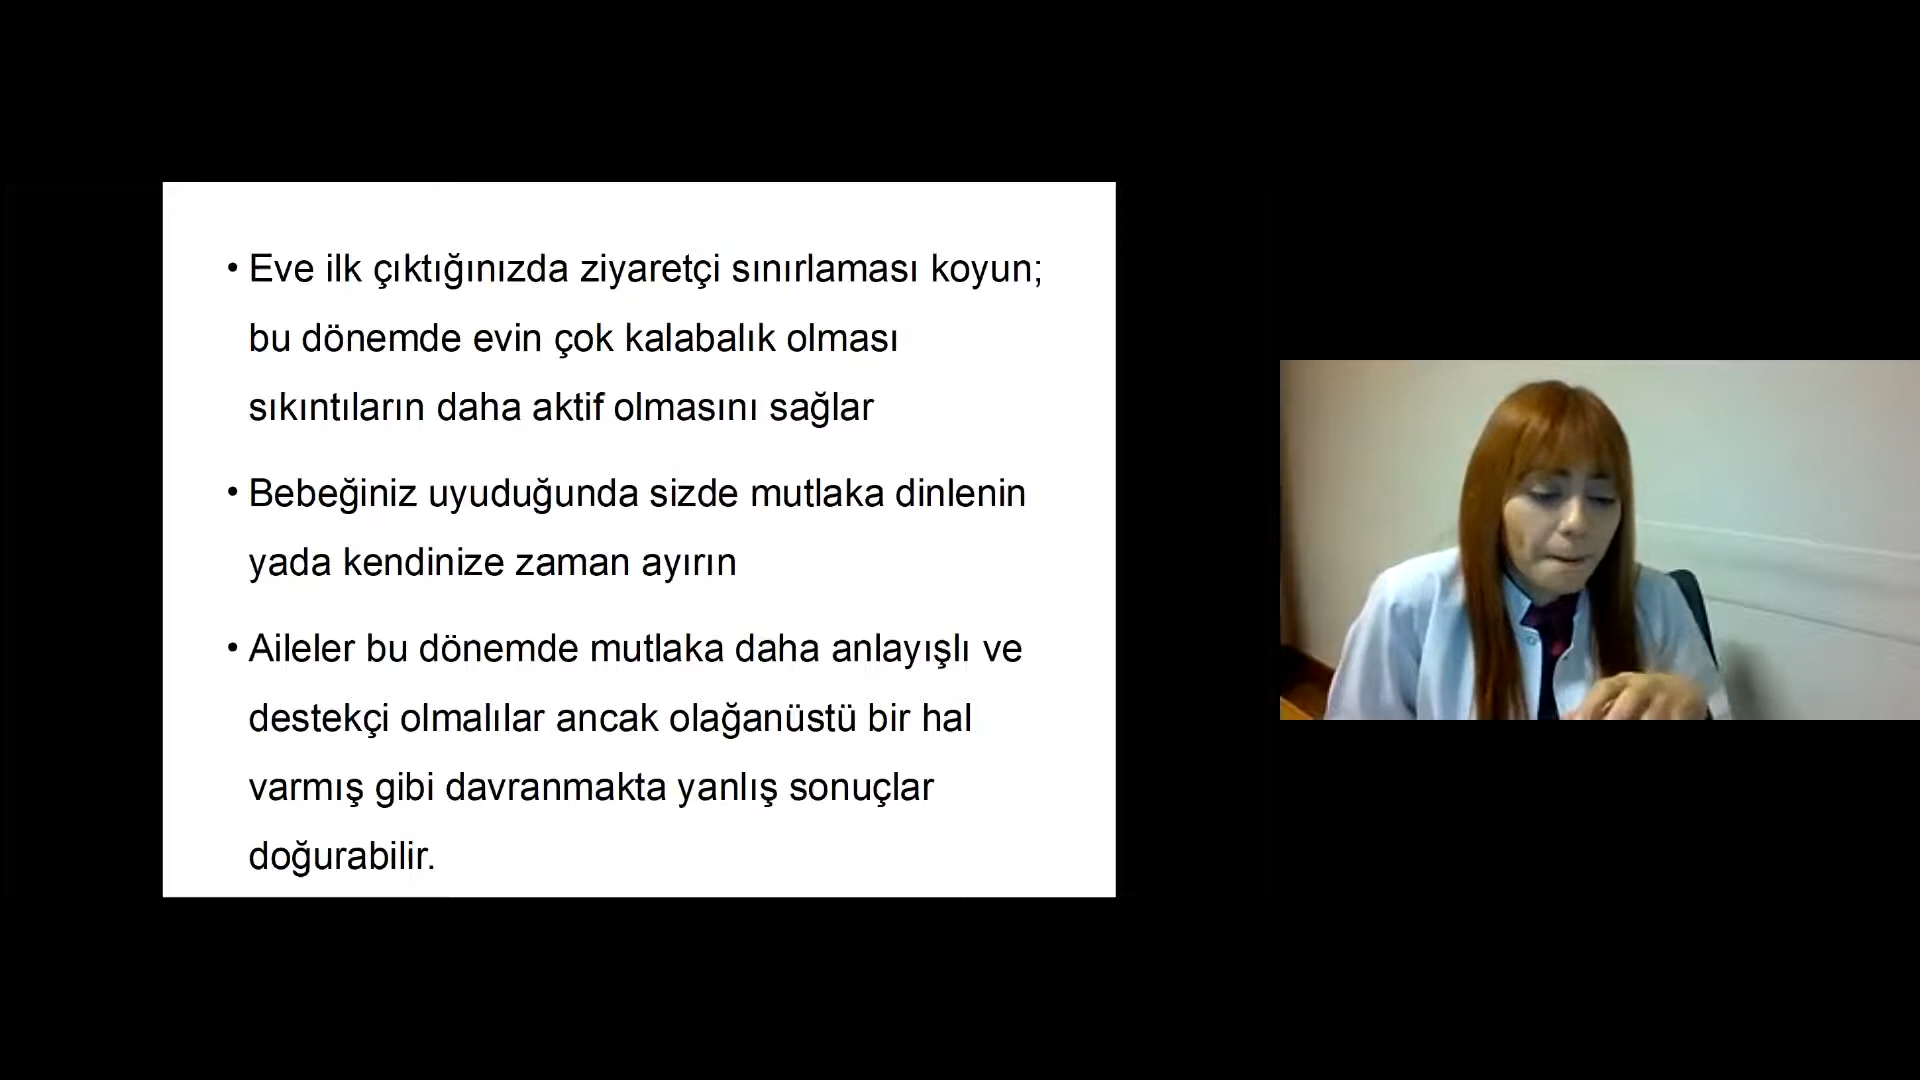 • Eve ilk çıktığınızda ziyaretçi sınırlaması koyun;
bu dönemde evin çok kalabalık olması
sıkıntıların daha aktif olmasını sağlar
• Bebeğiniz uyuduğunda sizde mutlaka dinlenin
yada kendinize zaman ayırın
• Aileler bu dönemde mutlaka daha anlayışlı ve
destekçi olmalılar ancak olağanüstü bir hal
varmış gibi davranmakta yanlış sonuçlar
doğurabilir.